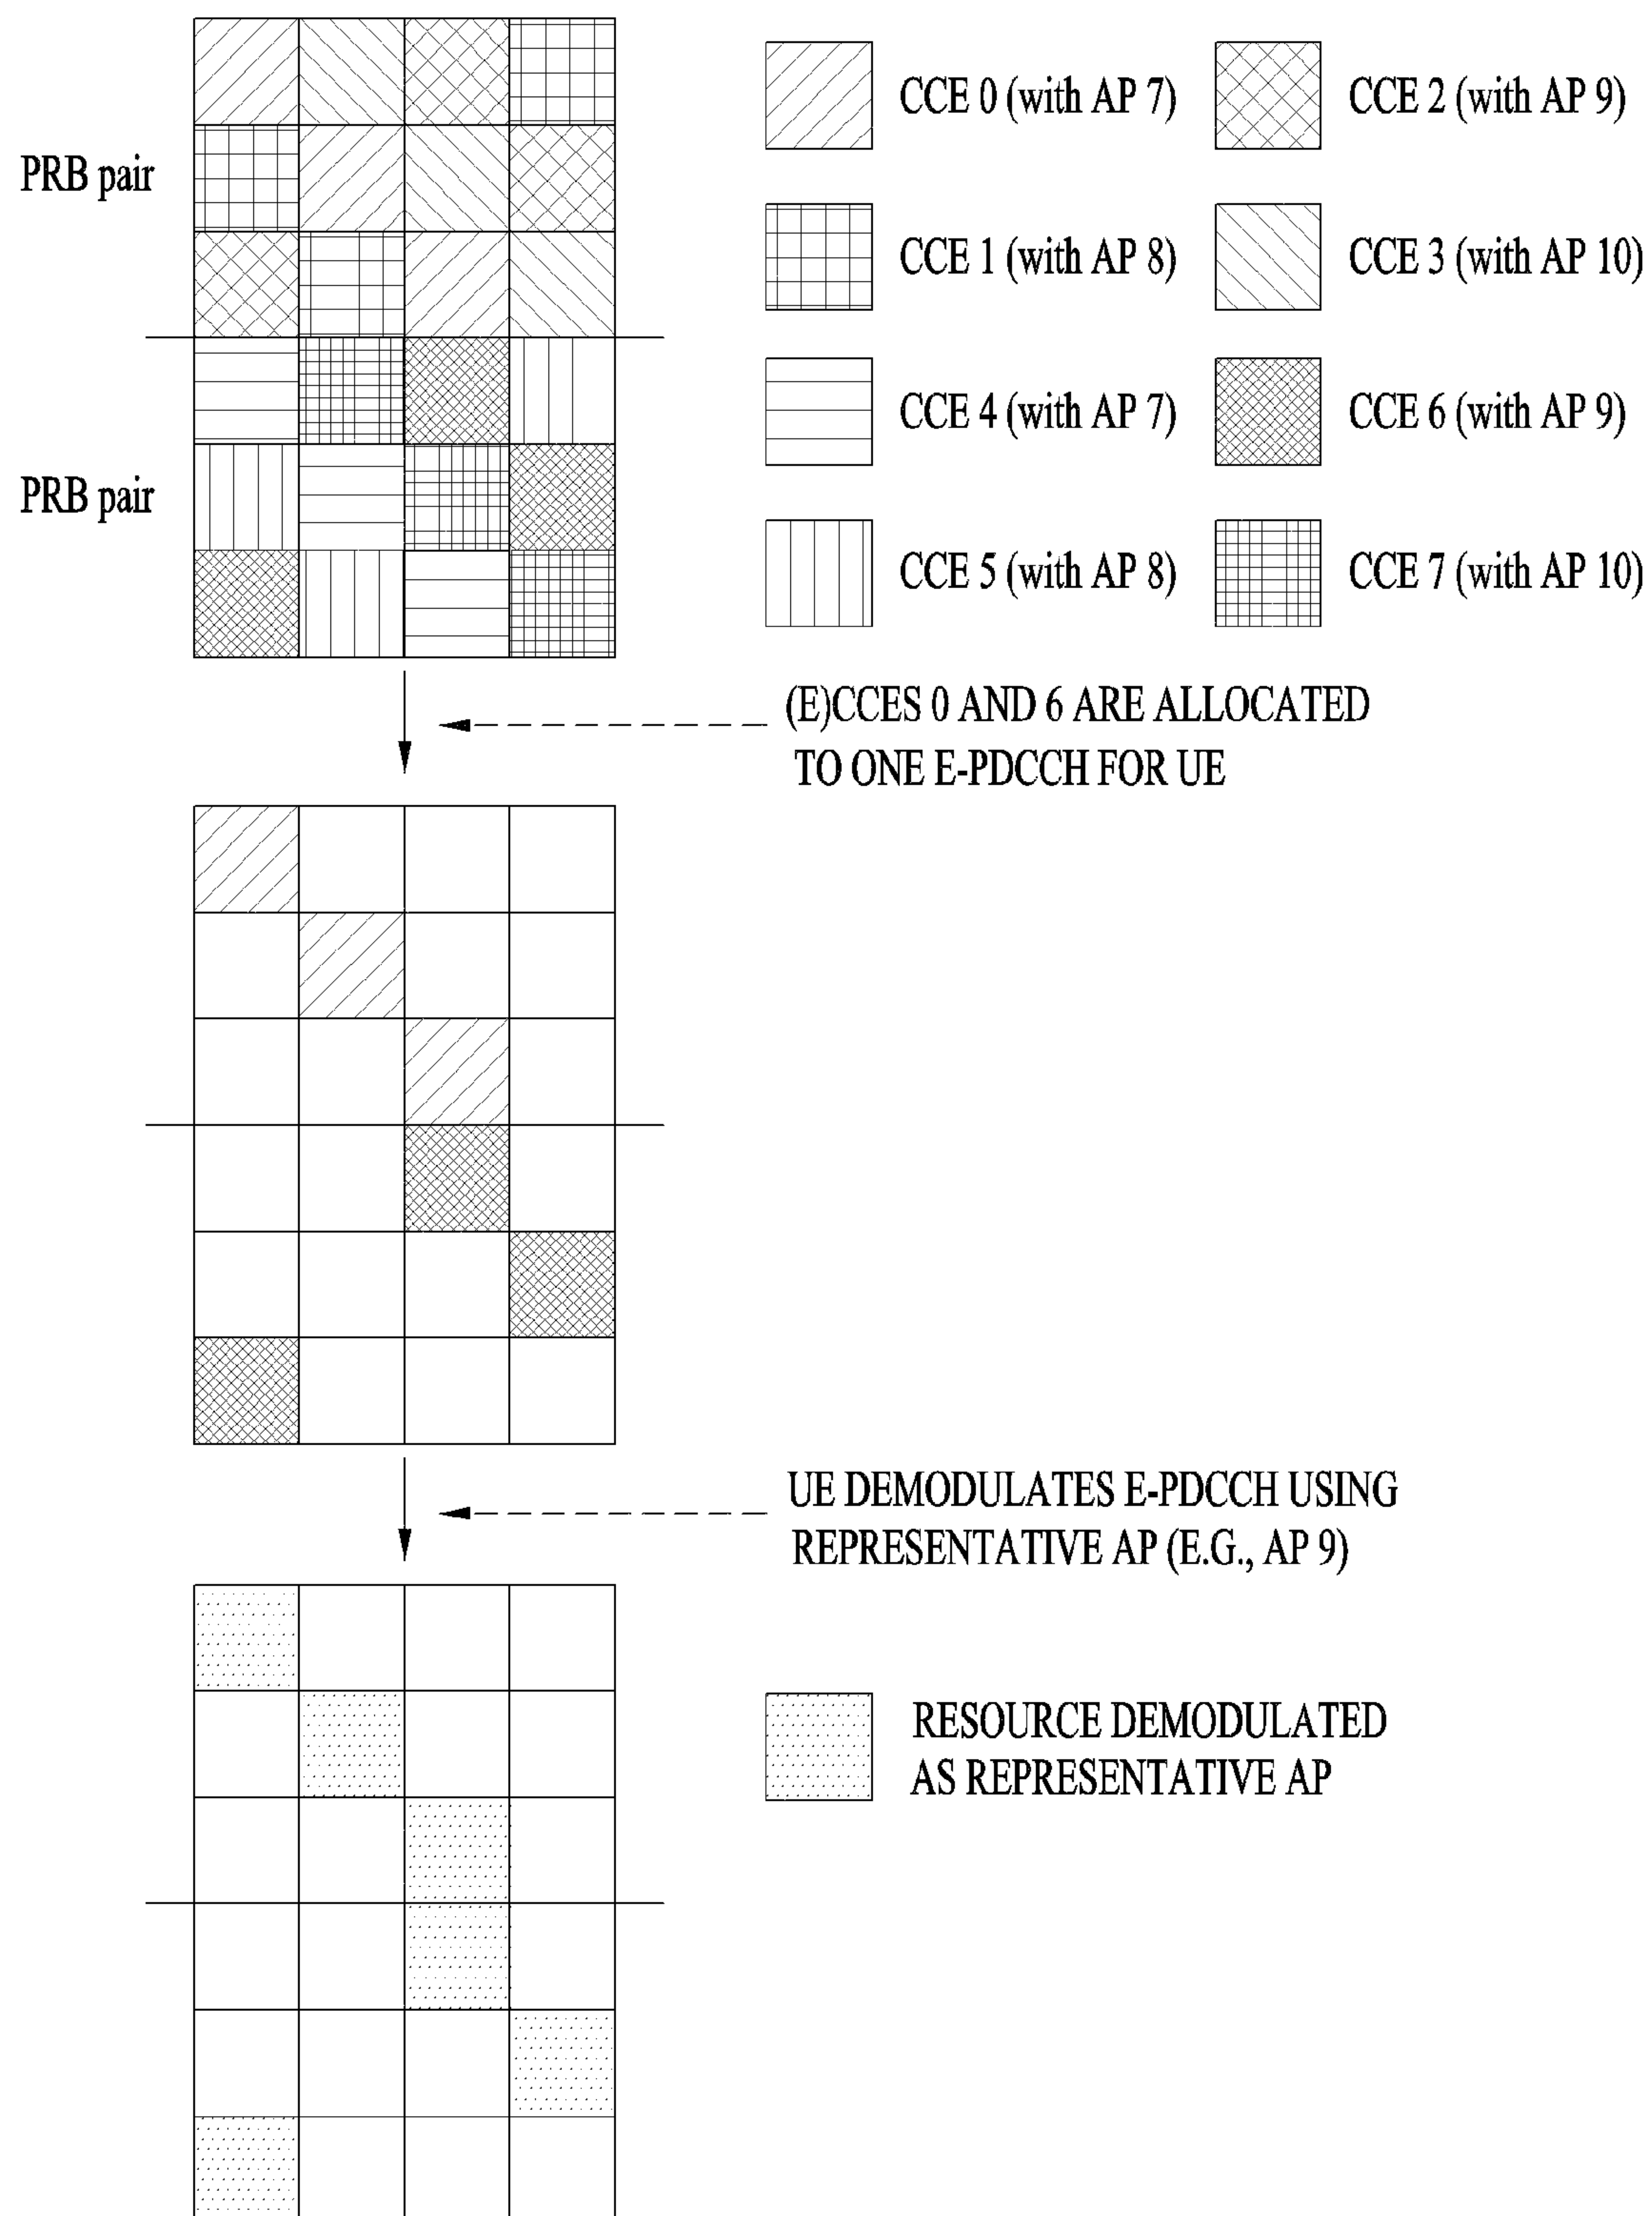 PRB pair
PRB pair
CCE 0 (with AP 7)
CCE 2 (with AP 9)
CCE 1 (with AP 8)
CCE 3 (with AP 10)
CCE 4 (with AP 7)
CCE 6 (with AP 9)
CCE 5 (with AP 8)
CCE 7 (with AP 10)
(E)CCES 0 AND 6 ARE ALLOCATED
TO ONE E-PDCCH FOR UE
UE DEMODULATES E-PDCCH USING
REPRESENTATIVE AP (E.G., AP 9)
RESOURCE DEMODULATED
AS REPRESENTATIVE AP